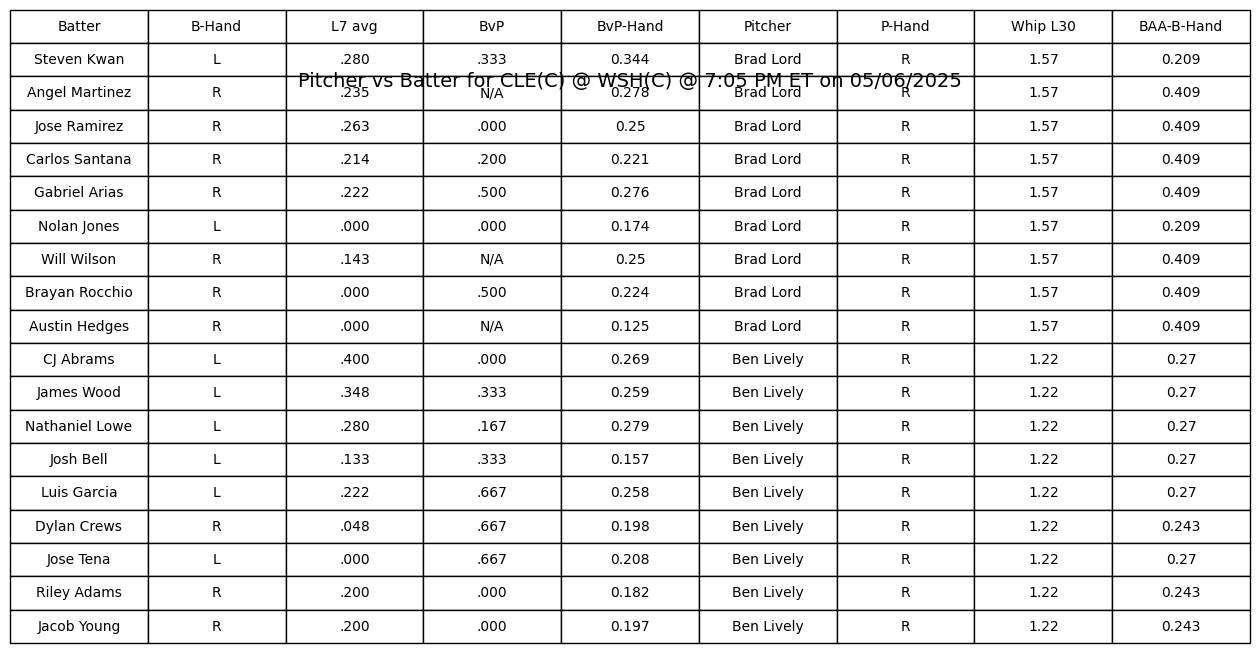 Batter B-Hand L7 avg BvP BvP-Hand Pitcher P-Hand Whip L30 BAA-B-Hand
Steven Kwan L .280 .333 0.344 Brad Lord R 1.57 0.209
Pitcher vs Batter for CLE(C) @ WSH(C) @ 7:05 PM ET on 05/06/2025
Angel Martinez R .235 N/A 0.278 Brad Lord R 1.57 0.409
Jose Ramirez R .263 .000 0.25 Brad Lord R 1.57 0.409
Carlos Santana R .214 .200 0.221 Brad Lord R 1.57 0.409
Gabriel Arias R .222 .500 0.276 Brad Lord R 1.57 0.409
Nolan Jones L .000 .000 0.174 Brad Lord R 1.57 0.209
Will Wilson R .143 N/A 0.25 Brad Lord R 1.57 0.409
Brayan Rocchio R .000 .500 0.224 Brad Lord R 1.57 0.409
Austin Hedges R .000 N/A 0.125 Brad Lord R 1.57 0.409
CJ Abrams L .400 .000 0.269 Ben Lively R 1.22 0.27
James Wood L .348 .333 0.259 Ben Lively R 1.22 0.27
Nathaniel Lowe L .280 .167 0.279 Ben Lively R 1.22 0.27
Josh Bell L .133 .333 0.157 Ben Lively R 1.22 0.27
Luis Garcia L .222 .667 0.258 Ben Lively R 1.22 0.27
Dylan Crews R .048 .667 0.198 Ben Lively R 1.22 0.243
Jose Tena L .000 .667 0.208 Ben Lively R 1.22 0.27
Riley Adams R .200 .000 0.182 Ben Lively R 1.22 0.243
Jacob Young R .200 .000 0.197 Ben Lively R 1.22 0.243